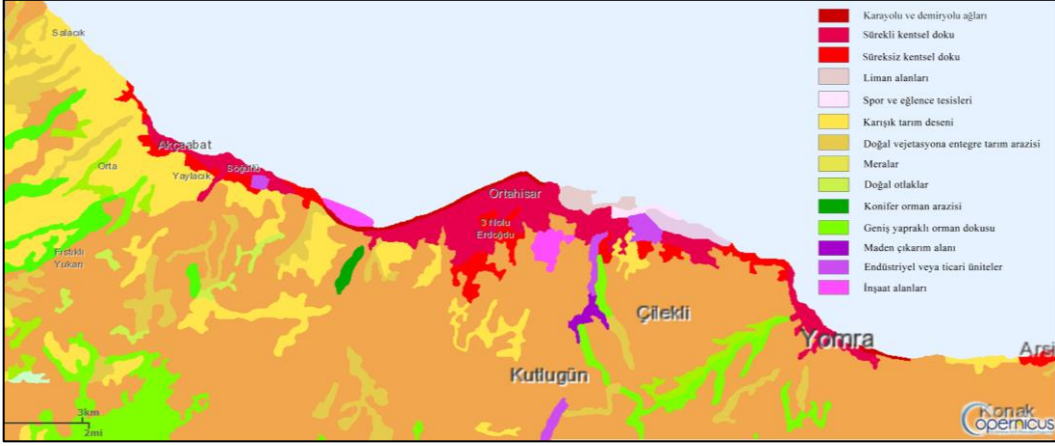 Salacık
Akçaabat
Söğütlü
Orta
Yaylacık
Fıstıklı
Yukarı
Ortahisar
3 Nolu
Erdoğdu
Çilekli
Kutlugün
Yomra
Arsi
Konak
opernicus
3km
2mi
Karayolu ve demiryolu ağları
Sürekli kentsel doku
Süreksiz kentsel doku
Liman alanları
Spor ve eğlence tesisleri
Karışık tarım deseni
Doğal vejetasyona entegre tarım arazisi
Meralar
Doğal otlaklar
Konifer orman arazisi
Geniş yapraklı orman dokusu
Maden çıkarım alanı
Endüstriyel veya ticari üniteler
İnşaat alanları